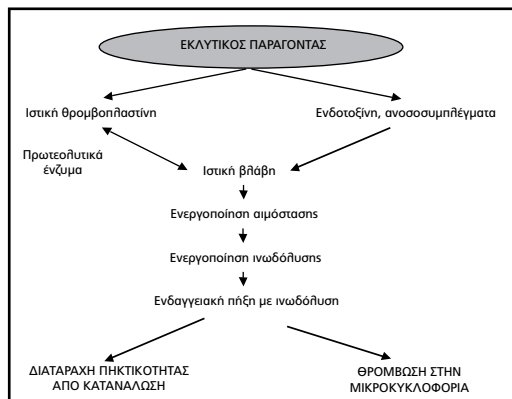 ΕΚΛΥΤΙΚΟΣ ΠΑΡΑΓΟΝΤΑΣ
Ιστική θρομβοπλαστίνη
Ενδοτοξίνη, ανοσοσυμπλέγματα
Πρωτεολυτικά
ένζυμα
Ιστική βλάβη
Ενεργοποίηση αιμόστασης
Ενεργοποίηση ινωδόλυσης
Ενδαγγειακή πήξη με ινωδόλυση
ΔΙΑΤΑΡΑΧΗ ΠΗΚΤΙΚΟΤΗΤΑΣ
ΑΠΟ ΚΑΤΑΝΑΛΩΣΗ
ΘΡΟΜΒΩΣΗ ΣΤΗΝ
ΜΙΚΡΟΚΥΚΛΟΦΟΡΙΑ